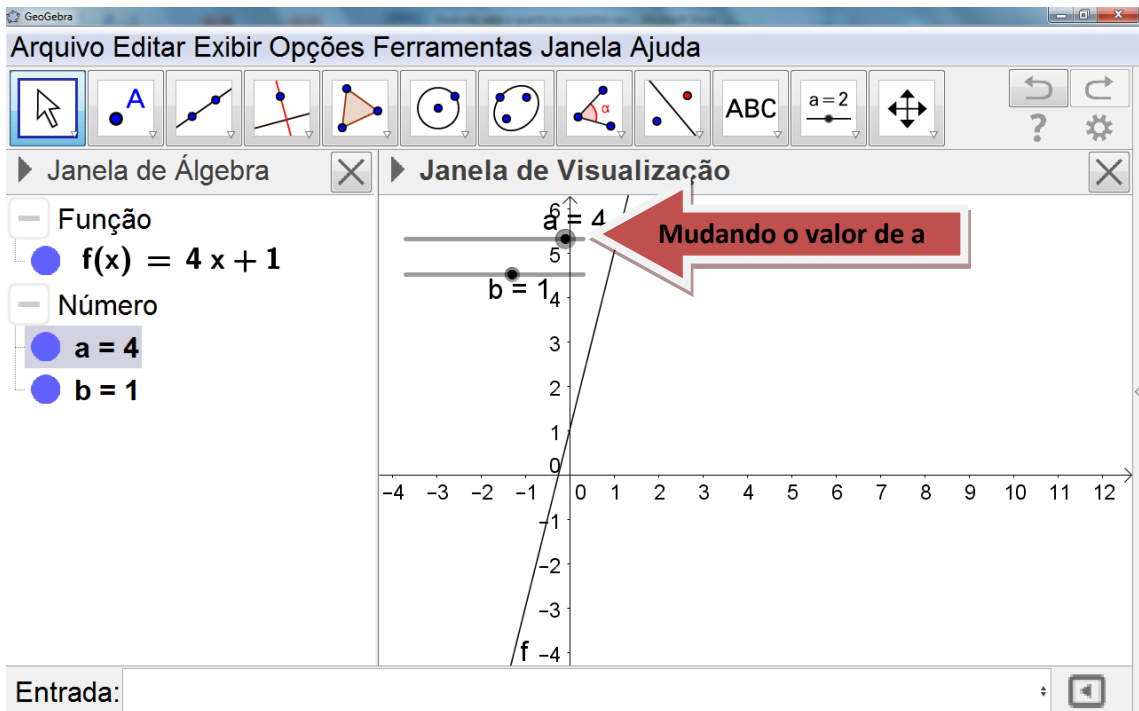 GeoGebra
Arquivo Editar Exibir Opções Ferramentas Janela Ajuda
A
α
ABC
a = 2
?
Janela de Álgebra
Janela de Visualização
Função
f(x) = 4 x + 1
Número
a = 4
b = 1
a = 4
b = 1
Mudando o valor de a
6
5
4
3
2
1
0
−1
−2
−3
−4
−4 −3 −2 −1 0 1 2 3 4 5 6 7 8 9 10 11 12
f
Entrada: